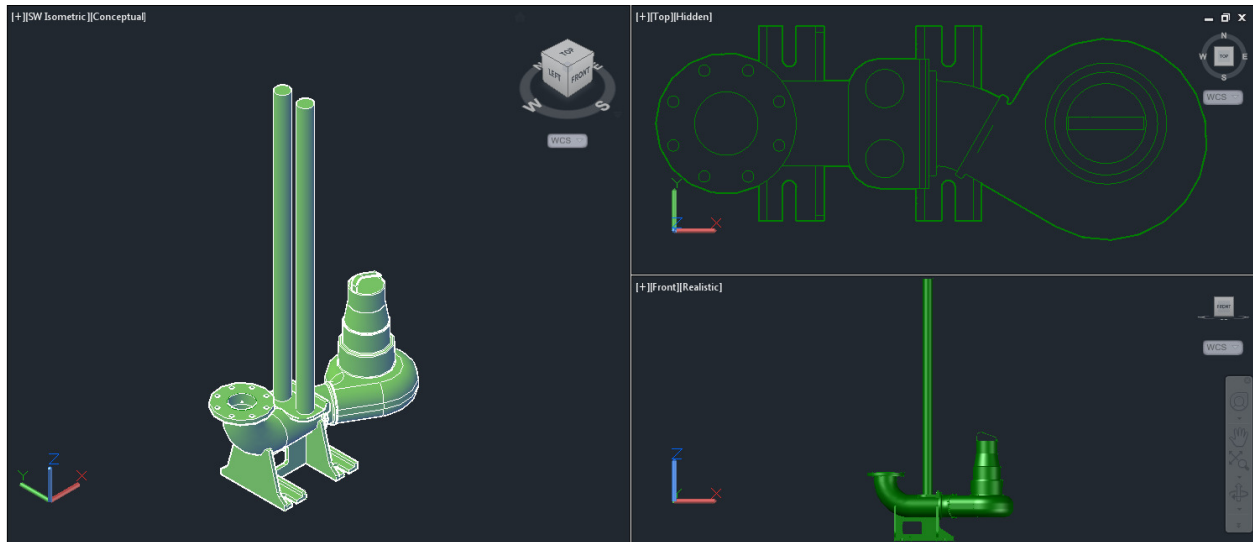 [+][SW Isometric][Conceptual]
TOP
LEFT
FRONT
N
E
W
S
WCS
Y
Z
X
[+][Top][Hidden]
N
W
TOP
E
S
WCS
Y
Z
X
[+][Front][Realistic]
FRONT
WCS
Z
Y
X